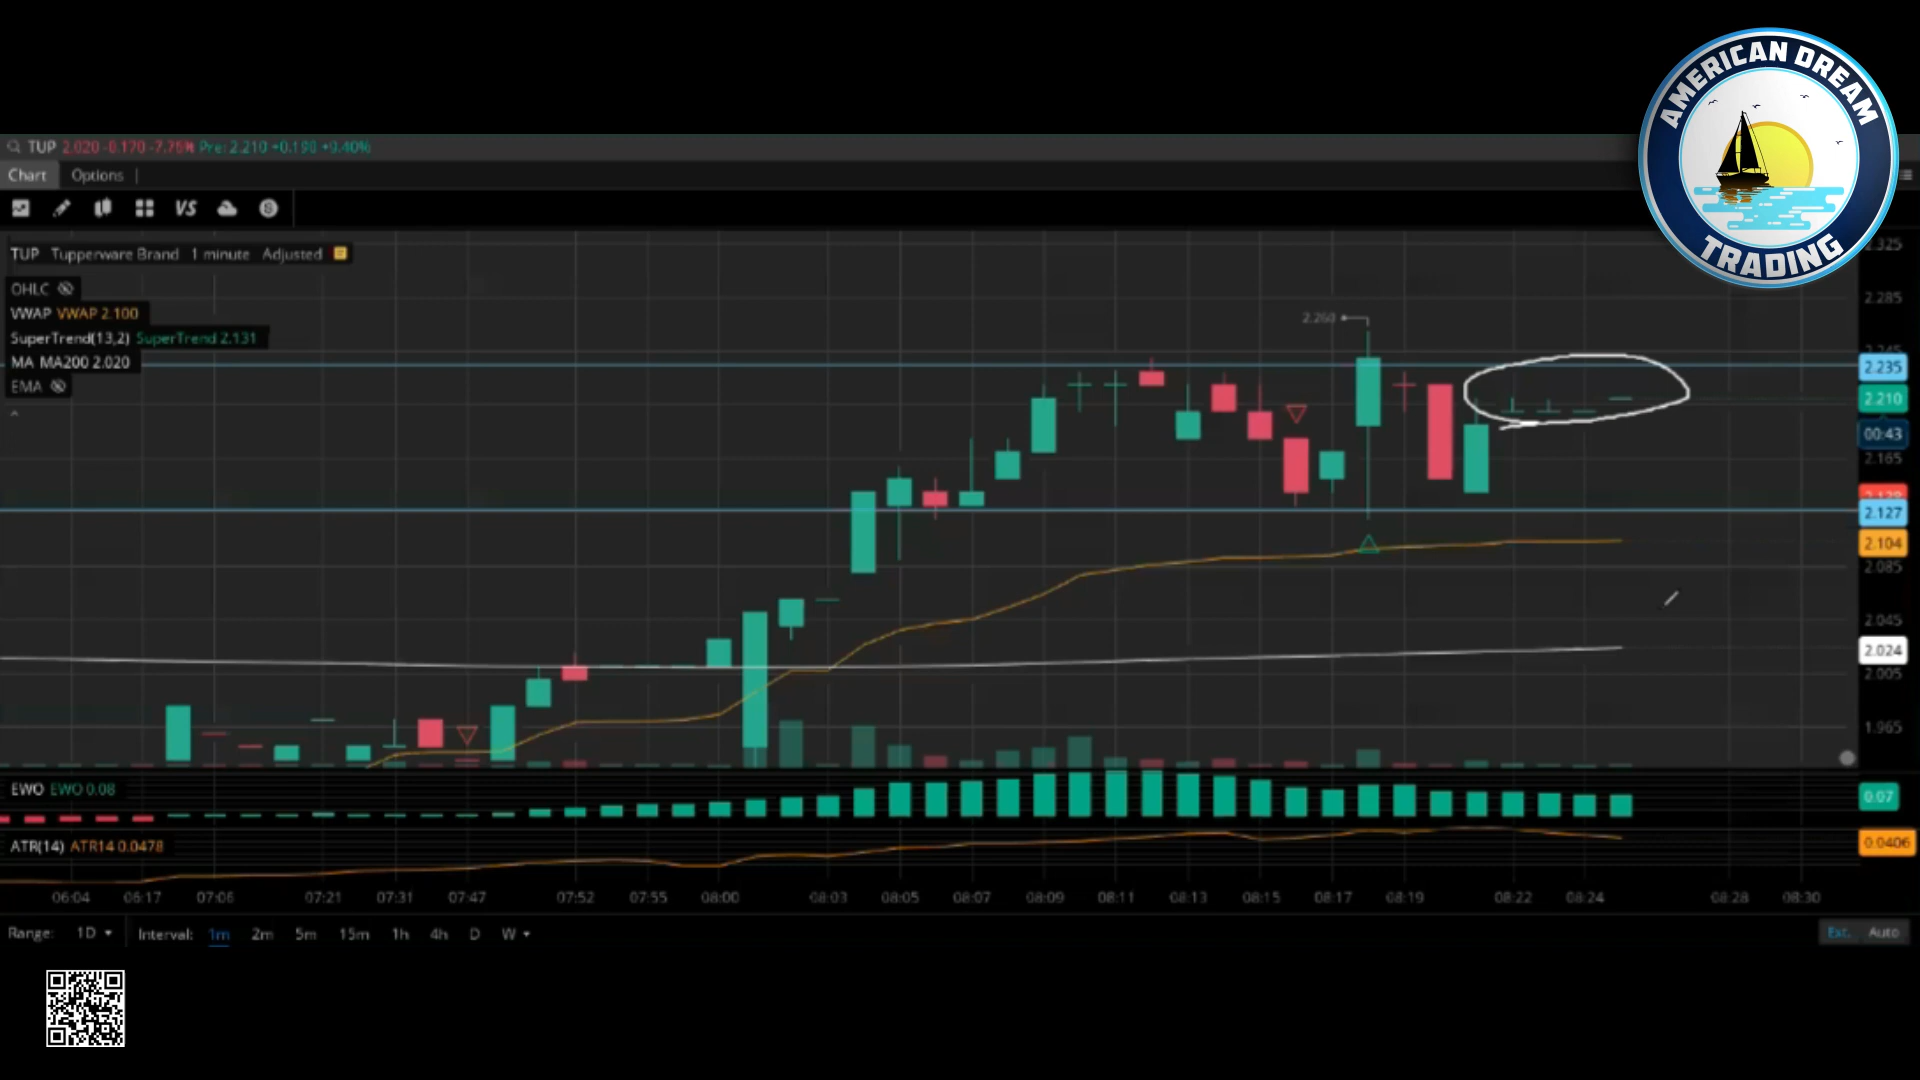 AMERICAN DREAM
TRADING
TUP 2.020 -0.170 -7.76% Pre: 2.210 +0.190 +9.40%
Chart Options
VS
S
TUP Tupperware Brand 1 minute Adjusted
OHLC
VWAP VWAP 2.100
SuperTrend(13,2) SuperTrend 2.131
MA MA200 2.020
EMA
2.260
2.325
2.285
2.245
2.235
2.210
00:43
2.165
2.127
2.104
2.085
2.045
2.024
2.005
1.965
EWO EWO 0.08
0.07
ATR(14) ATR14 0.0478
0.0406
06:04 06:17 07:06 07:21 07:31 07:47 07:52 07:55 08:00 08:03 08:05 08:07 08:09 08:11 08:13 08:15 08:17 08:19 08:22 08:24 08:28 08:30
Range: 1D Interval: 1m 2m 5m 15m 1h 4h D W Ext. Auto